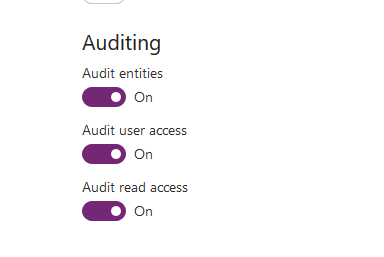 Auditing
Audit entities
On
Audit user access
On
Audit read access
On